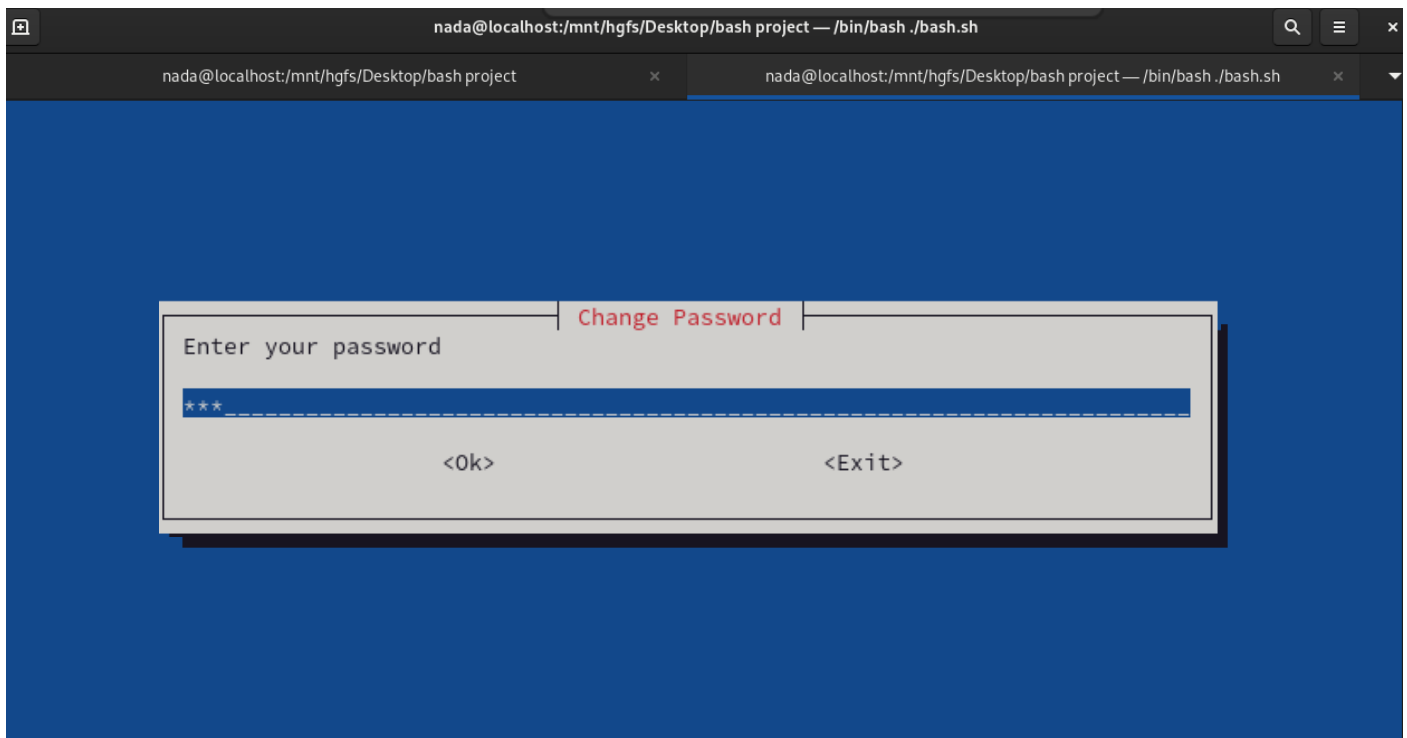 nada@localhost:/mnt/hgfs/Desktop/bash project — /bin/bash ./bash.sh
nada@localhost:/mnt/hgfs/Desktop/bash project
nada@localhost:/mnt/hgfs/Desktop/bash project — /bin/bash ./bash.sh
Change Password
Enter your password
***_______________________________________________________________________
<Ok> <Exit>